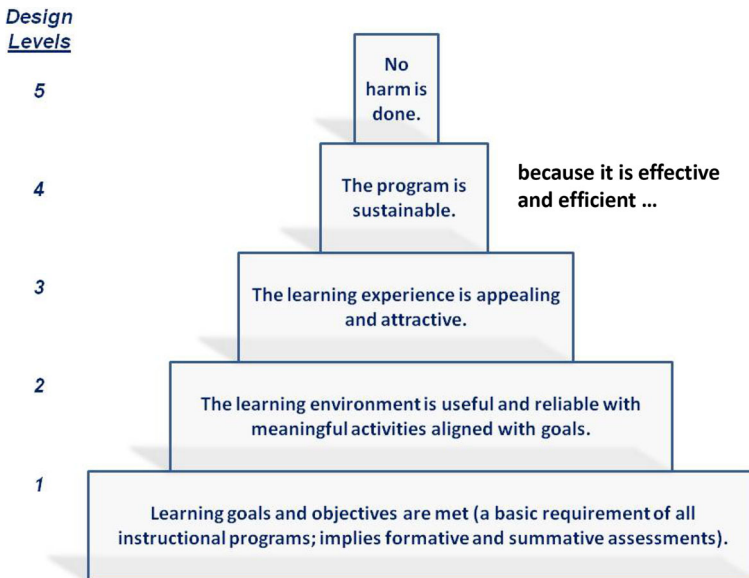 Design
Levels
5
No
harm is
done.
4
The program is
sustainable.
because it is effective
and efficient ...
3
The learning experience is appealing
and attractive.
2
The learning environment is useful and reliable with
meaningful activities aligned with goals.
1
Learning goals and objectives are met (a basic requirement of all
instructional programs; implies formative and summative assessments).